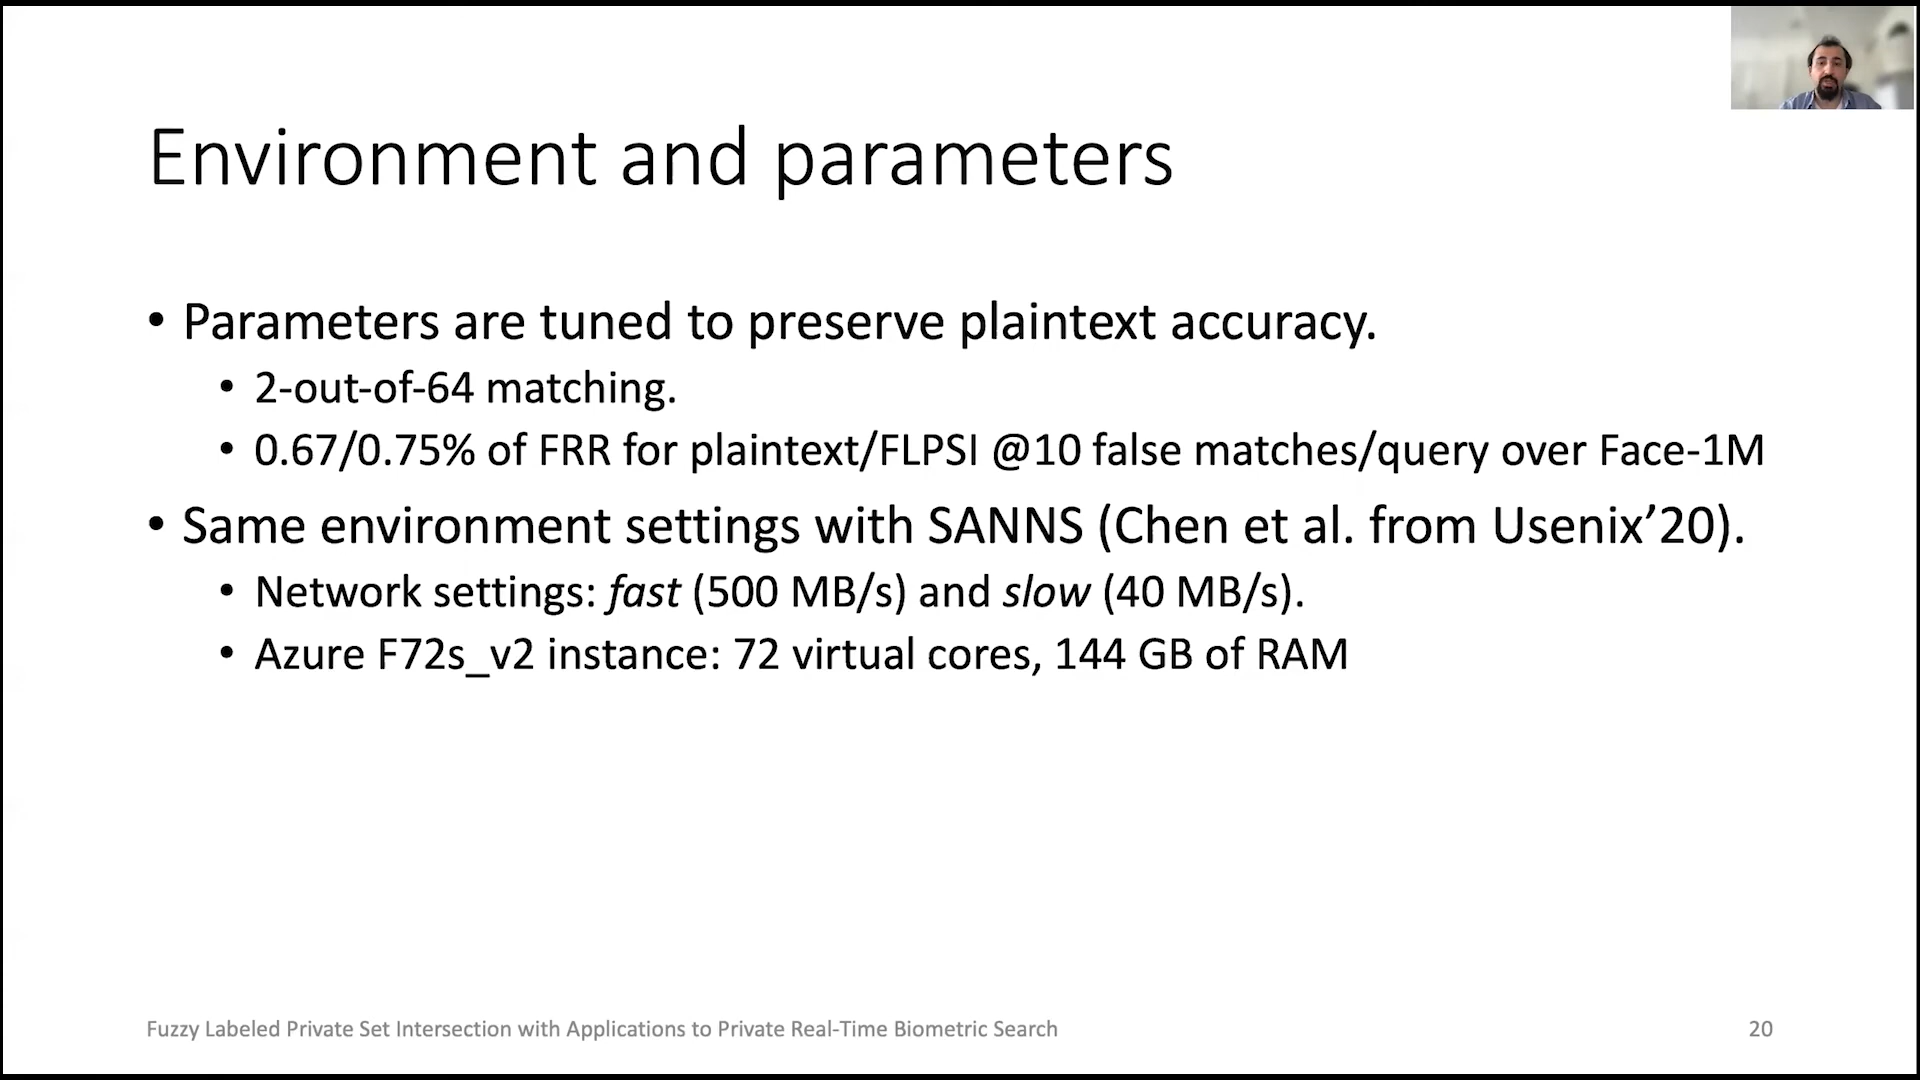 Environment and parameters
• Parameters are tuned to preserve plaintext accuracy.
• 2-out-of-64 matching.
• 0.67/0.75% of FRR for plaintext/FLPSI @10 false matches/query over Face-1M
• Same environment settings with SANNS (Chen et al. from Usenix’20).
• Network settings: fast (500 MB/s) and slow (40 MB/s).
• Azure F72s_v2 instance: 72 virtual cores, 144 GB of RAM
Fuzzy Labeled Private Set Intersection with Applications to Private Real-Time Biometric Search
20